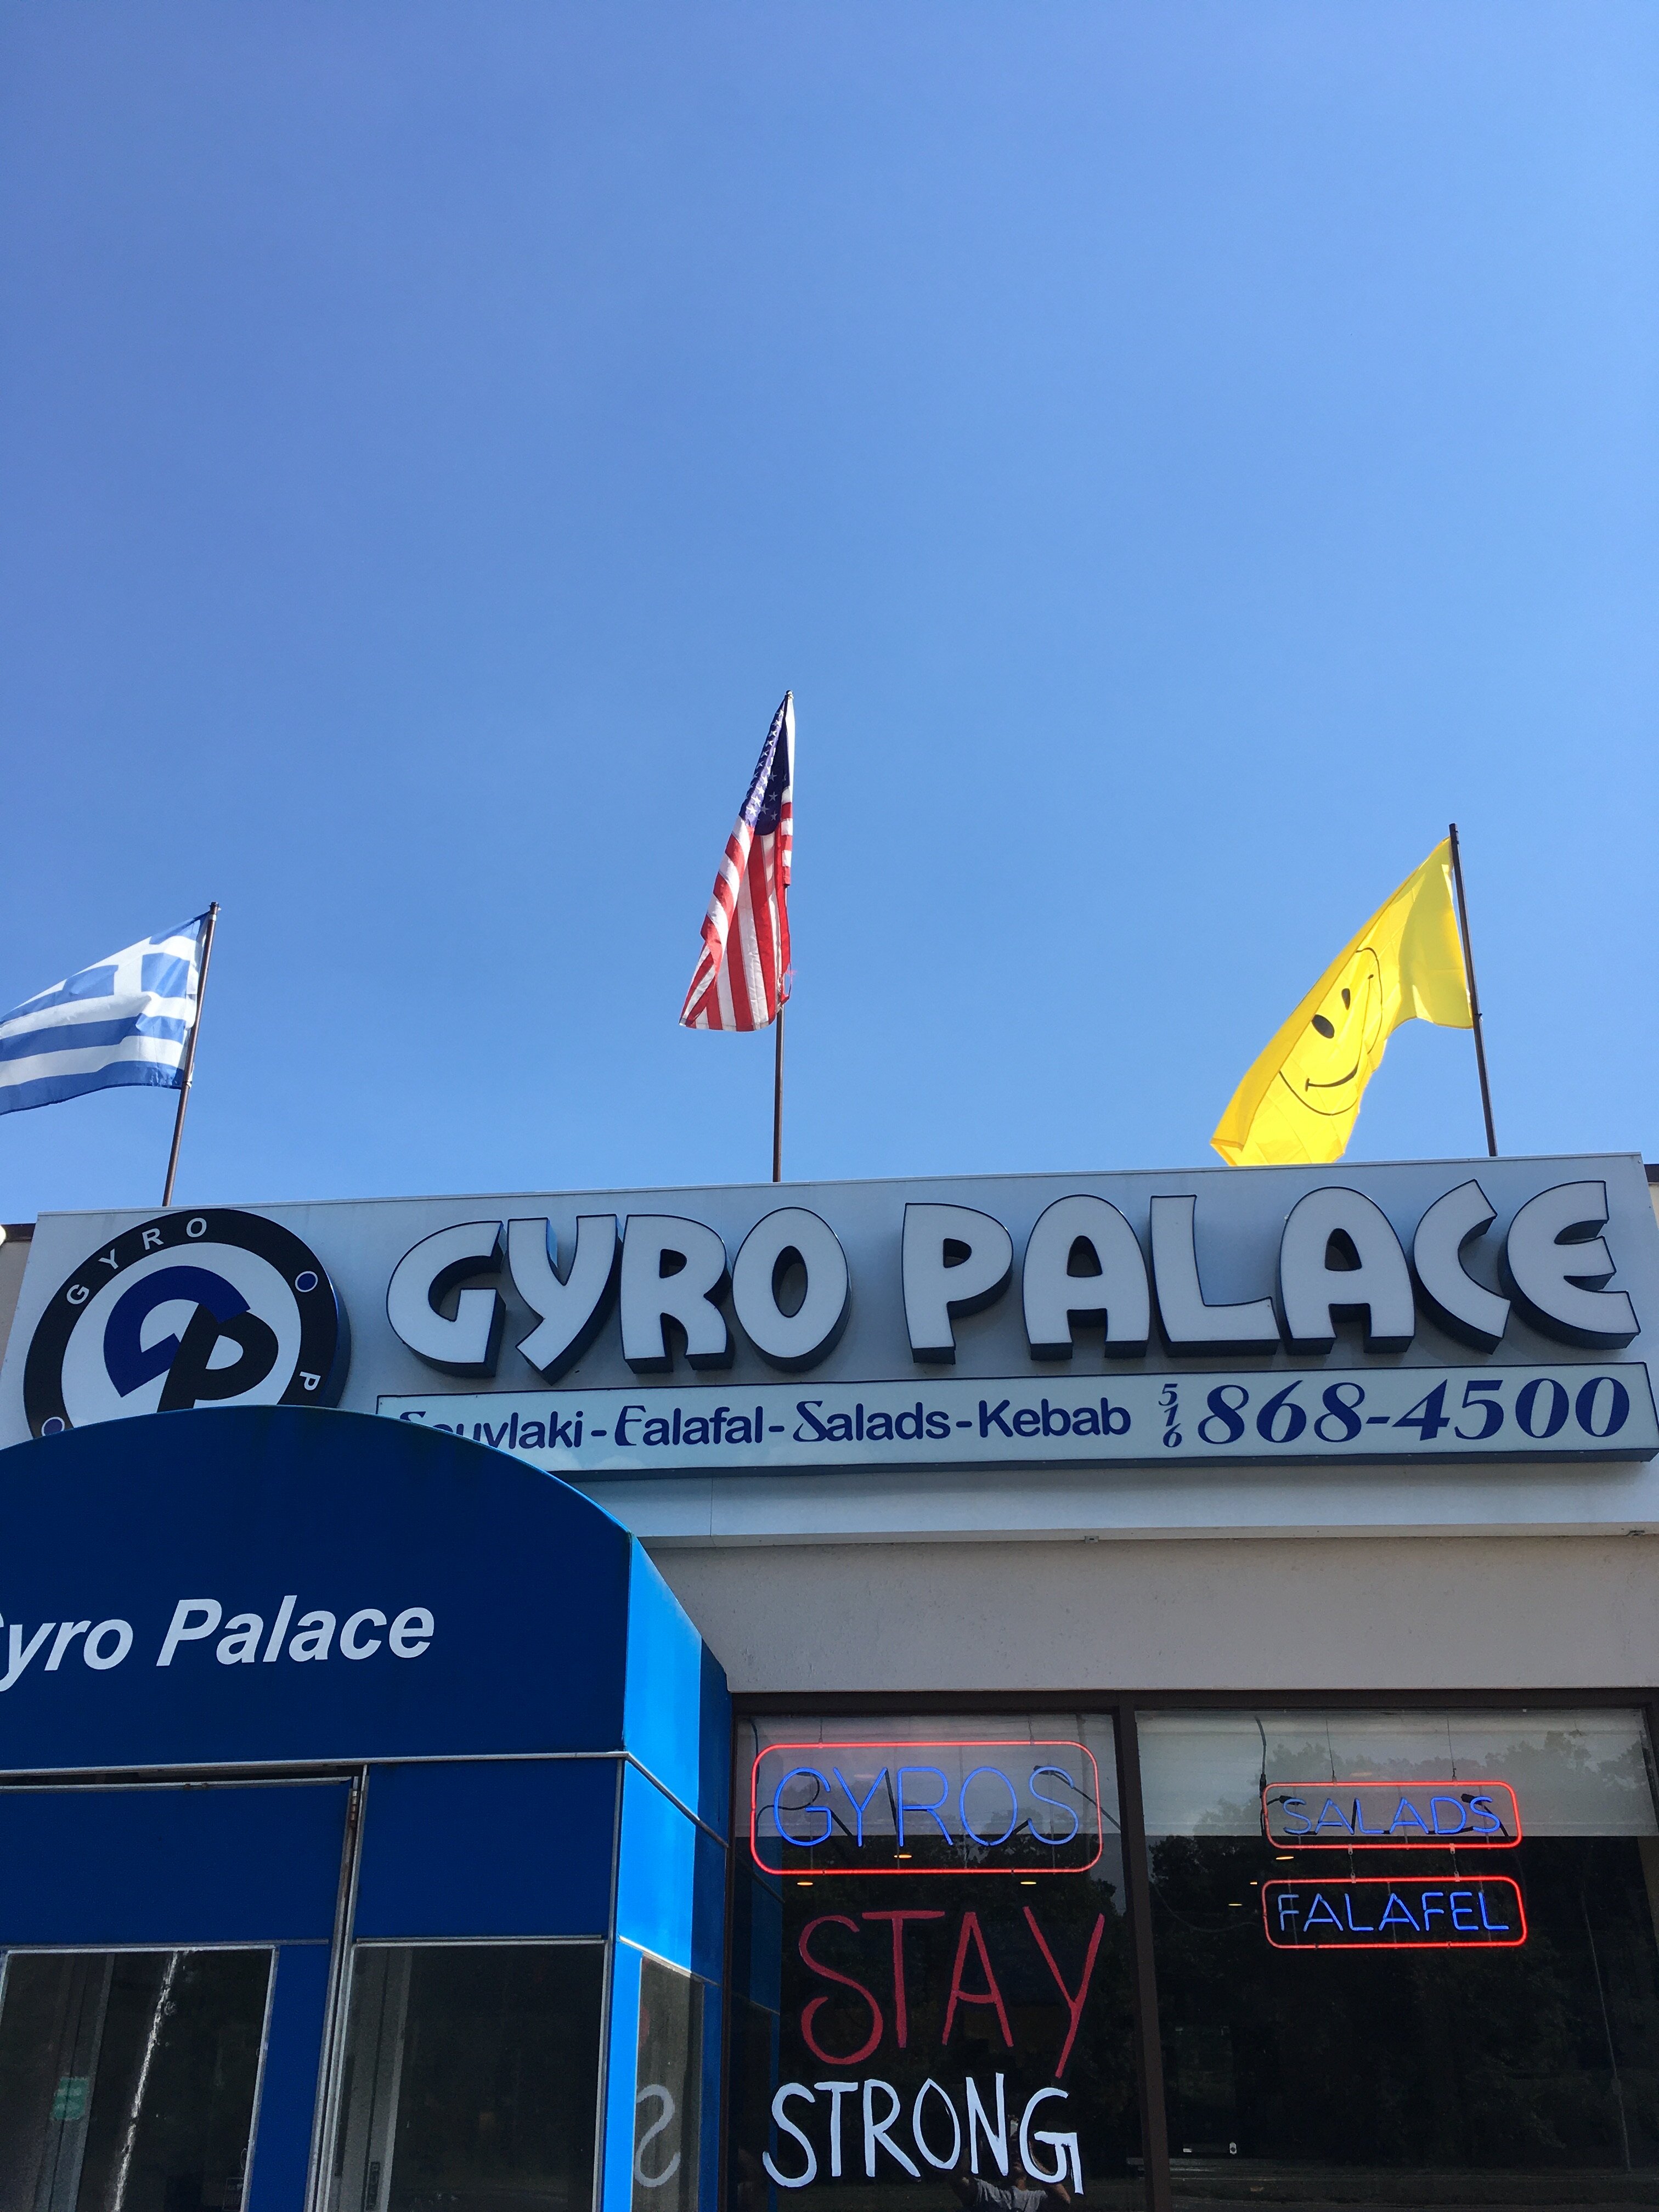 GYRO P
GP
GYRO PALACE
Souvlaki-Falafal-Salads-Kebab 516 868-4500
Gyro Palace
GYROS
SALADS
FALAFEL
STAY
STRONG
S